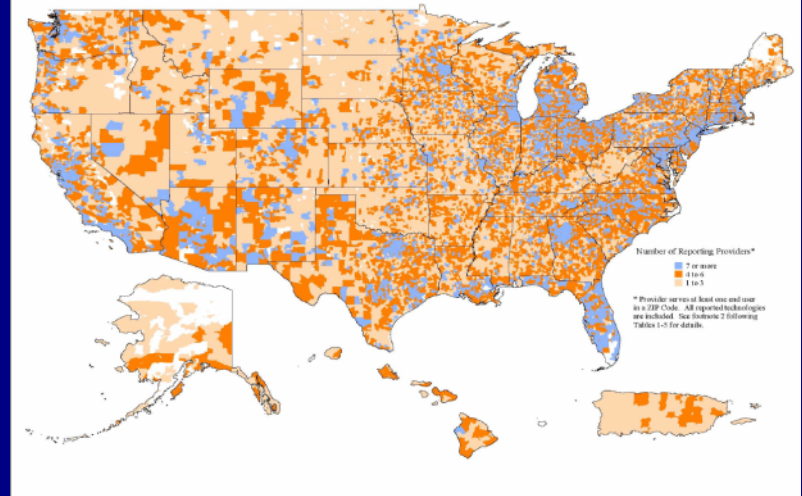 Number of Reporting Providers*
7 or more
4 to 6
1 to 3
* Provider serves at least one end user
in a ZIP Code. All reported technologies
are included. See footnote 2 following
Tables 1-5 for details.